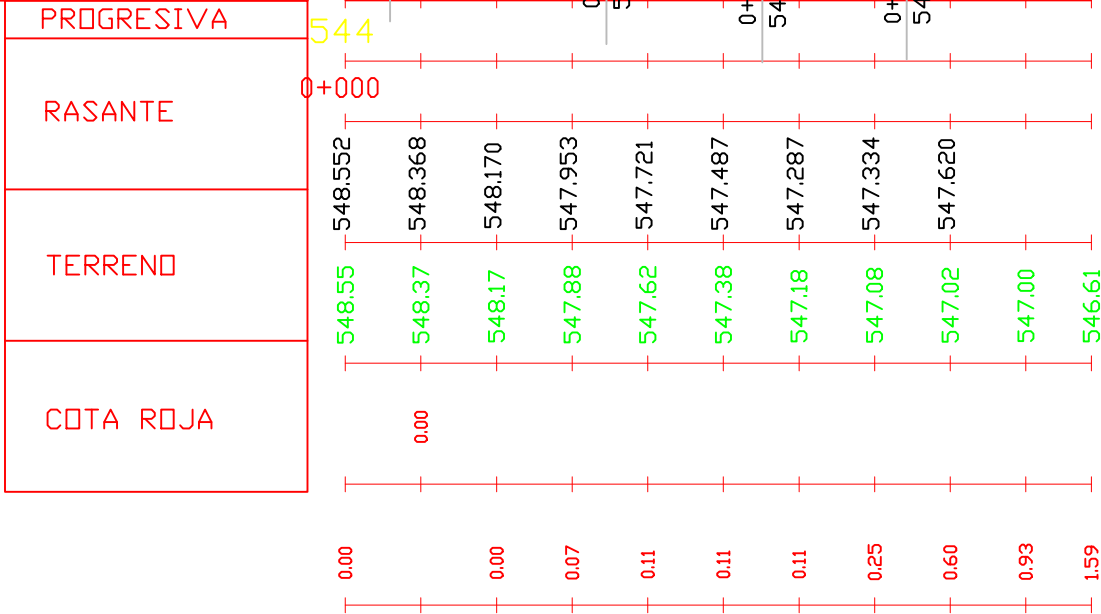 PROGRESIVA
544
0+
0+
0+000
RASANTE
548.552 548.368 548.170 547.953 547.721 547.487 547.287 547.334 547.620
TERRENO
548.55 548.37 548.17 547.88 547.62 547.38 547.18 547.08 547.02 547.00 546.61
COTA ROJA
0.00
0.00 0.00 0.07 0.11 0.11 0.11 0.25 0.60 0.93 1.59